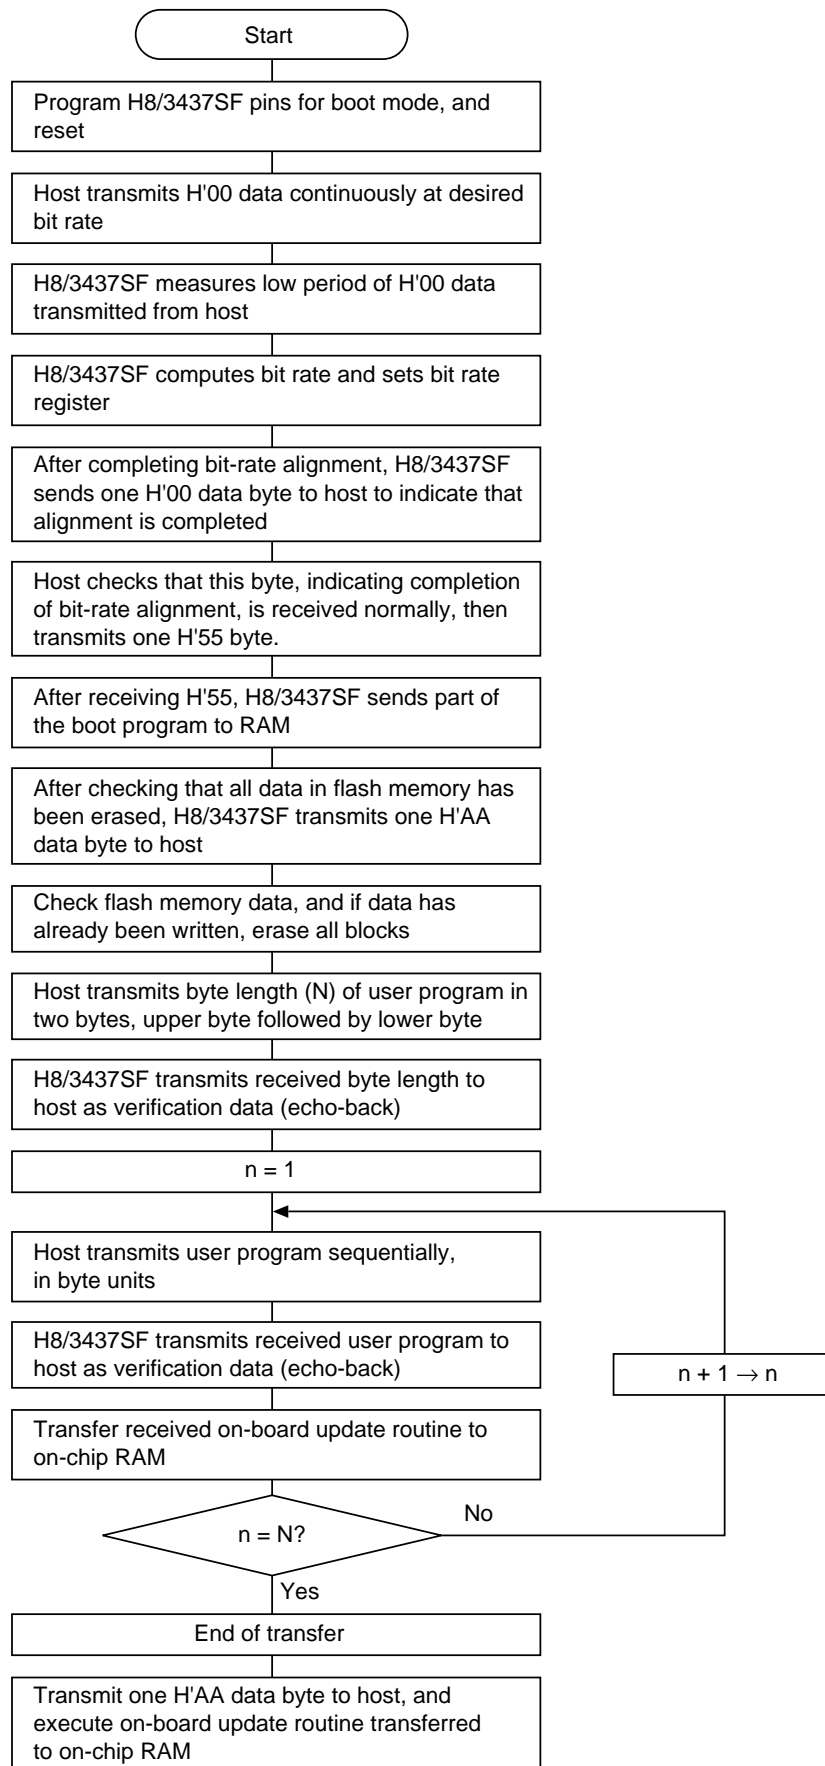 Start
Program H8/3437SF pins for boot mode, and
reset
Host transmits H'00 data continuously at desired
bit rate
H8/3437SF measures low period of H'00 data
transmitted from host
H8/3437SF computes bit rate and sets bit rate
register
After completing bit-rate alignment, H8/3437SF
sends one H'00 data byte to host to indicate that
alignment is completed
Host checks that this byte, indicating completion
of bit-rate alignment, is received normally, then
transmits one H'55 byte.
After receiving H'55, H8/3437SF sends part of
the boot program to RAM
After checking that all data in flash memory has
been erased, H8/3437SF transmits one H'AA
data byte to host
Check flash memory data, and if data has
already been written, erase all blocks
Host transmits byte length (N) of user program in
two bytes, upper byte followed by lower byte
H8/3437SF transmits received byte length to
host as verification data (echo-back)
n = 1
Host transmits user program sequentially,
in byte units
H8/3437SF transmits received user program to
host as verification data (echo-back)
n + 1 → n
Transfer received on-board update routine to
on-chip RAM
n = N?
No
Yes
End of transfer
Transmit one H'AA data byte to host, and
execute on-board update routine transferred
to on-chip RAM